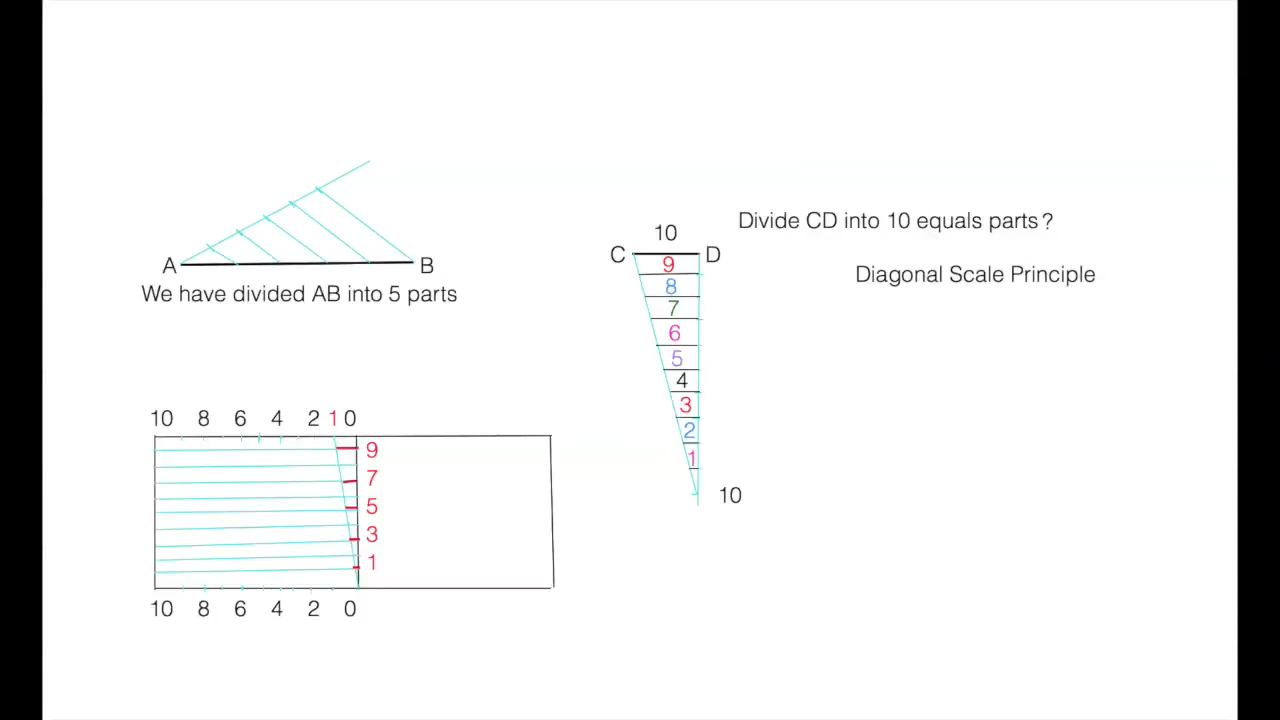 A B
We have divided AB into 5 parts
10
C D
9
8
7
6
5
4
3
2
1
10
Divide CD into 10 equals parts?
Diagonal Scale Principle
10 8 6 4 2 1 0
9
7
5
3
1
10 8 6 4 2 0